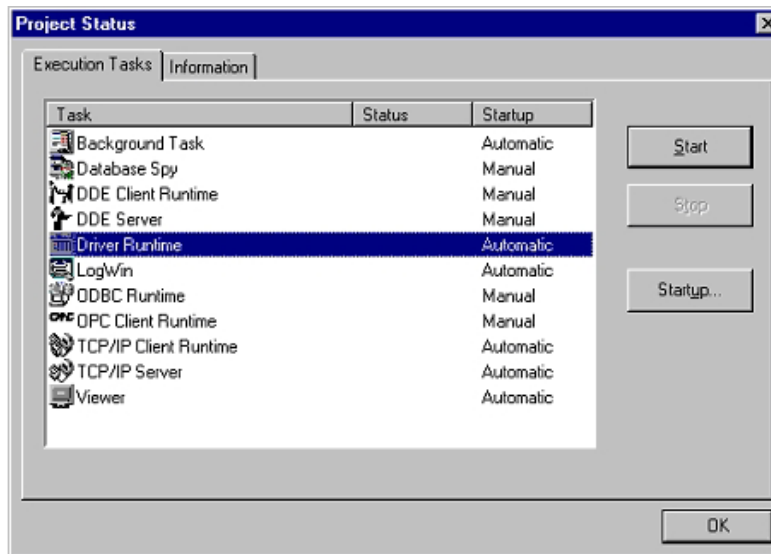 Project Status
Execution Tasks Information
Task Status Startup
Background Task Automatic
Database Spy Manual
DDE Client Runtime Manual
DDE Server Manual
Driver Runtime Automatic
LogWin Automatic
ODBC Runtime Manual
OPC OPC Client Runtime Manual
TCP/IP Client Runtime Automatic
TCP/IP Server Automatic
Viewer Automatic
Start
Stop
Startup...
OK